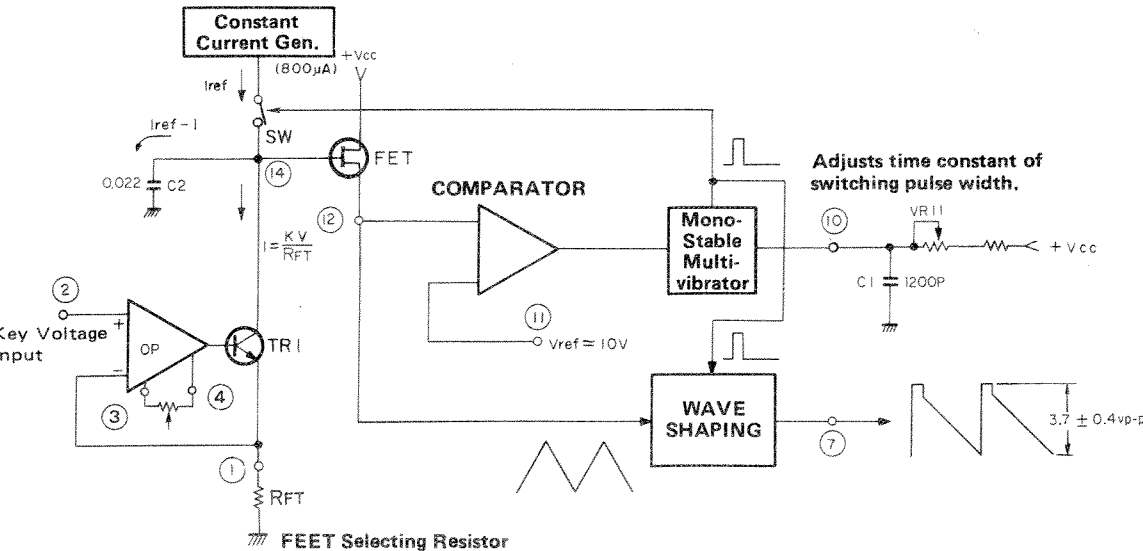 Constant
Current Gen.
(800μA)
+Vcc
Iref
SW
Iref-I
FET
14
0.022
C2
COMPARATOR
12
I = KV
RFT
Mono-
Stable
Multi-
vibrator
Adjusts time constant of
switching pulse width.
10
VR11
+Vcc
C1
1200P
2
Key Voltage
Input
+
OP
-
TR1
3
4
11
Vref ≃ 10V
WAVE
SHAPING
7
3.7 ± 0.4vp-p
1
RFT
FEET Selecting Resistor